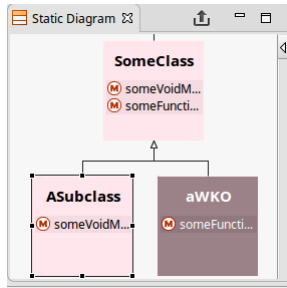 Static Diagram
SomeClass
M someVoidM...
M someFuncti...
ASubclass
M someVoidM...
aWKO
M someFuncti...